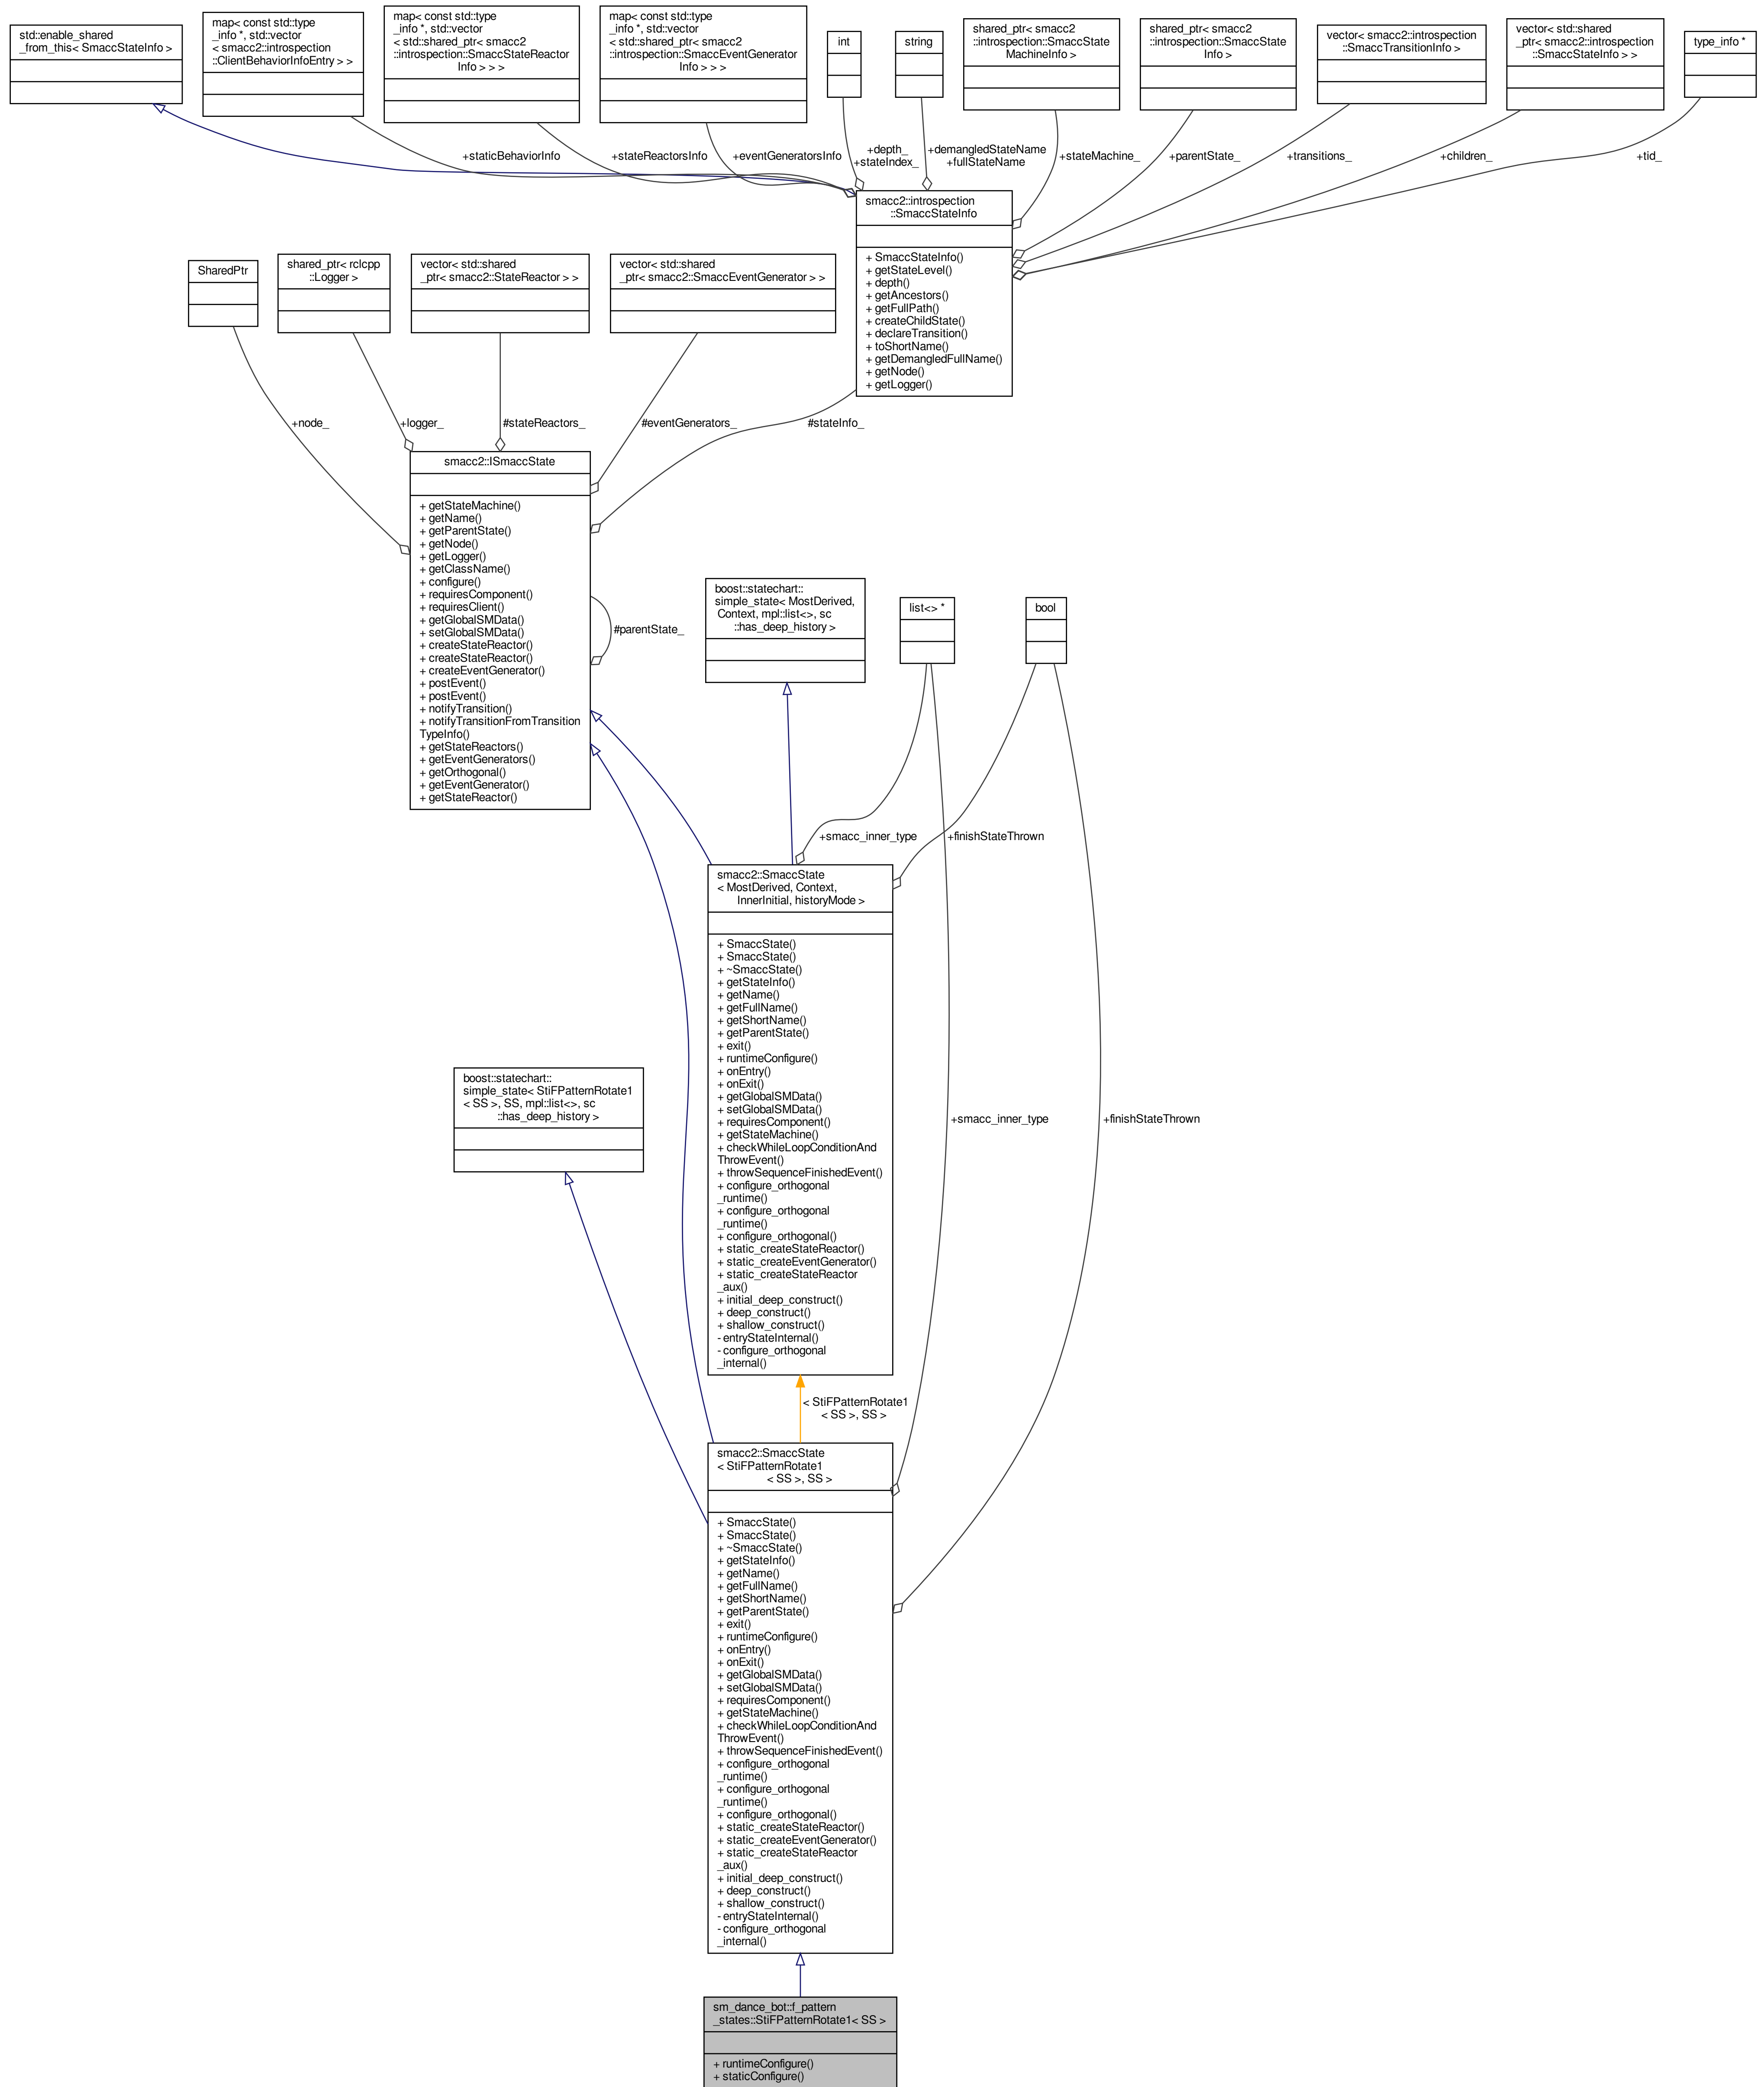 std::enable_shared
_from_this< SmaccStateInfo >
map< const std::type
_info *, std::vector
< smacc2::introspection
::ClientBehaviorInfoEntry > >
map< const std::type
_info *, std::vector
< std::shared_ptr< smacc2
::introspection::SmaccStateReactor
Info > > >
map< const std::type
_info *, std::vector
< std::shared_ptr< smacc2
::introspection::SmaccEventGenerator
Info > > >
int
string
shared_ptr< smacc2
::introspection::SmaccState
MachineInfo >
shared_ptr< smacc2
::introspection::SmaccState
Info >
vector< smacc2::introspection
::SmaccTransitionInfo >
vector< std::shared
_ptr< smacc2::introspection
::SmaccStateInfo > >
type_info *
+staticBehaviorInfo
+stateReactorsInfo
+eventGeneratorsInfo
+depth_
+stateIndex_
+demangledStateName
+fullStateName
+stateMachine_
+parentState_
+transitions_
+children_
+tid_
smacc2::introspection
::SmaccStateInfo
+ SmaccStateInfo()
+ getStateLevel()
+ depth()
+ getAncestors()
+ getFullPath()
+ createChildState()
+ declareTransition()
+ toShortName()
+ getDemangledFullName()
+ getNode()
+ getLogger()
SharedPtr
shared_ptr< rclcpp
::Logger >
vector< std::shared
_ptr< smacc2::StateReactor > >
vector< std::shared
_ptr< smacc2::SmaccEventGenerator > >
+node_
+logger_
#stateReactors_
#eventGenerators_
#stateInfo_
smacc2::ISmaccState
+ getStateMachine()
+ getName()
+ getParentState()
+ getNode()
+ getLogger()
+ getClassName()
+ configure()
+ requiresComponent()
+ requiresClient()
+ getGlobalSMData()
+ setGlobalSMData()
+ createStateReactor()
+ createStateReactor()
+ createEventGenerator()
+ postEvent()
+ postEvent()
+ notifyTransition()
+ notifyTransitionFromTransition
TypeInfo()
+ getStateReactors()
+ getEventGenerators()
+ getOrthogonal()
+ getEventGenerator()
+ getStateReactor()
#parentState_
boost::statechart::
simple_state< MostDerived,
Context, mpl::list<>, sc
::has_deep_history >
list<> *
bool
+smacc_inner_type
+finishStateThrown
smacc2::SmaccState
< MostDerived, Context,
InnerInitial, historyMode >
+ SmaccState()
+ SmaccState()
+ ~SmaccState()
+ getStateInfo()
+ getName()
+ getFullName()
+ getShortName()
+ getParentState()
+ exit()
+ runtimeConfigure()
+ onEntry()
+ onExit()
+ getGlobalSMData()
+ setGlobalSMData()
+ requiresComponent()
+ getStateMachine()
+ checkWhileLoopConditionAnd
ThrowEvent()
+ throwSequenceFinishedEvent()
+ configure_orthogonal
_runtime()
+ configure_orthogonal
_runtime()
+ configure_orthogonal()
+ static_createStateReactor()
+ static_createEventGenerator()
+ static_createStateReactor
_aux()
+ initial_deep_construct()
+ deep_construct()
+ shallow_construct()
- entryStateInternal()
- configure_orthogonal
_internal()
boost::statechart::
simple_state< StiFPatternRotate1
< SS >, SS, mpl::list<>, sc
::has_deep_history >
+smacc_inner_type
+finishStateThrown
< StiFPatternRotate1
< SS >, SS >
smacc2::SmaccState
< StiFPatternRotate1
< SS >, SS >
+ SmaccState()
+ SmaccState()
+ ~SmaccState()
+ getStateInfo()
+ getName()
+ getFullName()
+ getShortName()
+ getParentState()
+ exit()
+ runtimeConfigure()
+ onEntry()
+ onExit()
+ getGlobalSMData()
+ setGlobalSMData()
+ requiresComponent()
+ getStateMachine()
+ checkWhileLoopConditionAnd
ThrowEvent()
+ throwSequenceFinishedEvent()
+ configure_orthogonal
_runtime()
+ configure_orthogonal
_runtime()
+ configure_orthogonal()
+ static_createStateReactor()
+ static_createEventGenerator()
+ static_createStateReactor
_aux()
+ initial_deep_construct()
+ deep_construct()
+ shallow_construct()
- entryStateInternal()
- configure_orthogonal
_internal()
sm_dance_bot::f_pattern
_states::StiFPatternRotate1< SS >
+ runtimeConfigure()
+ staticConfigure()